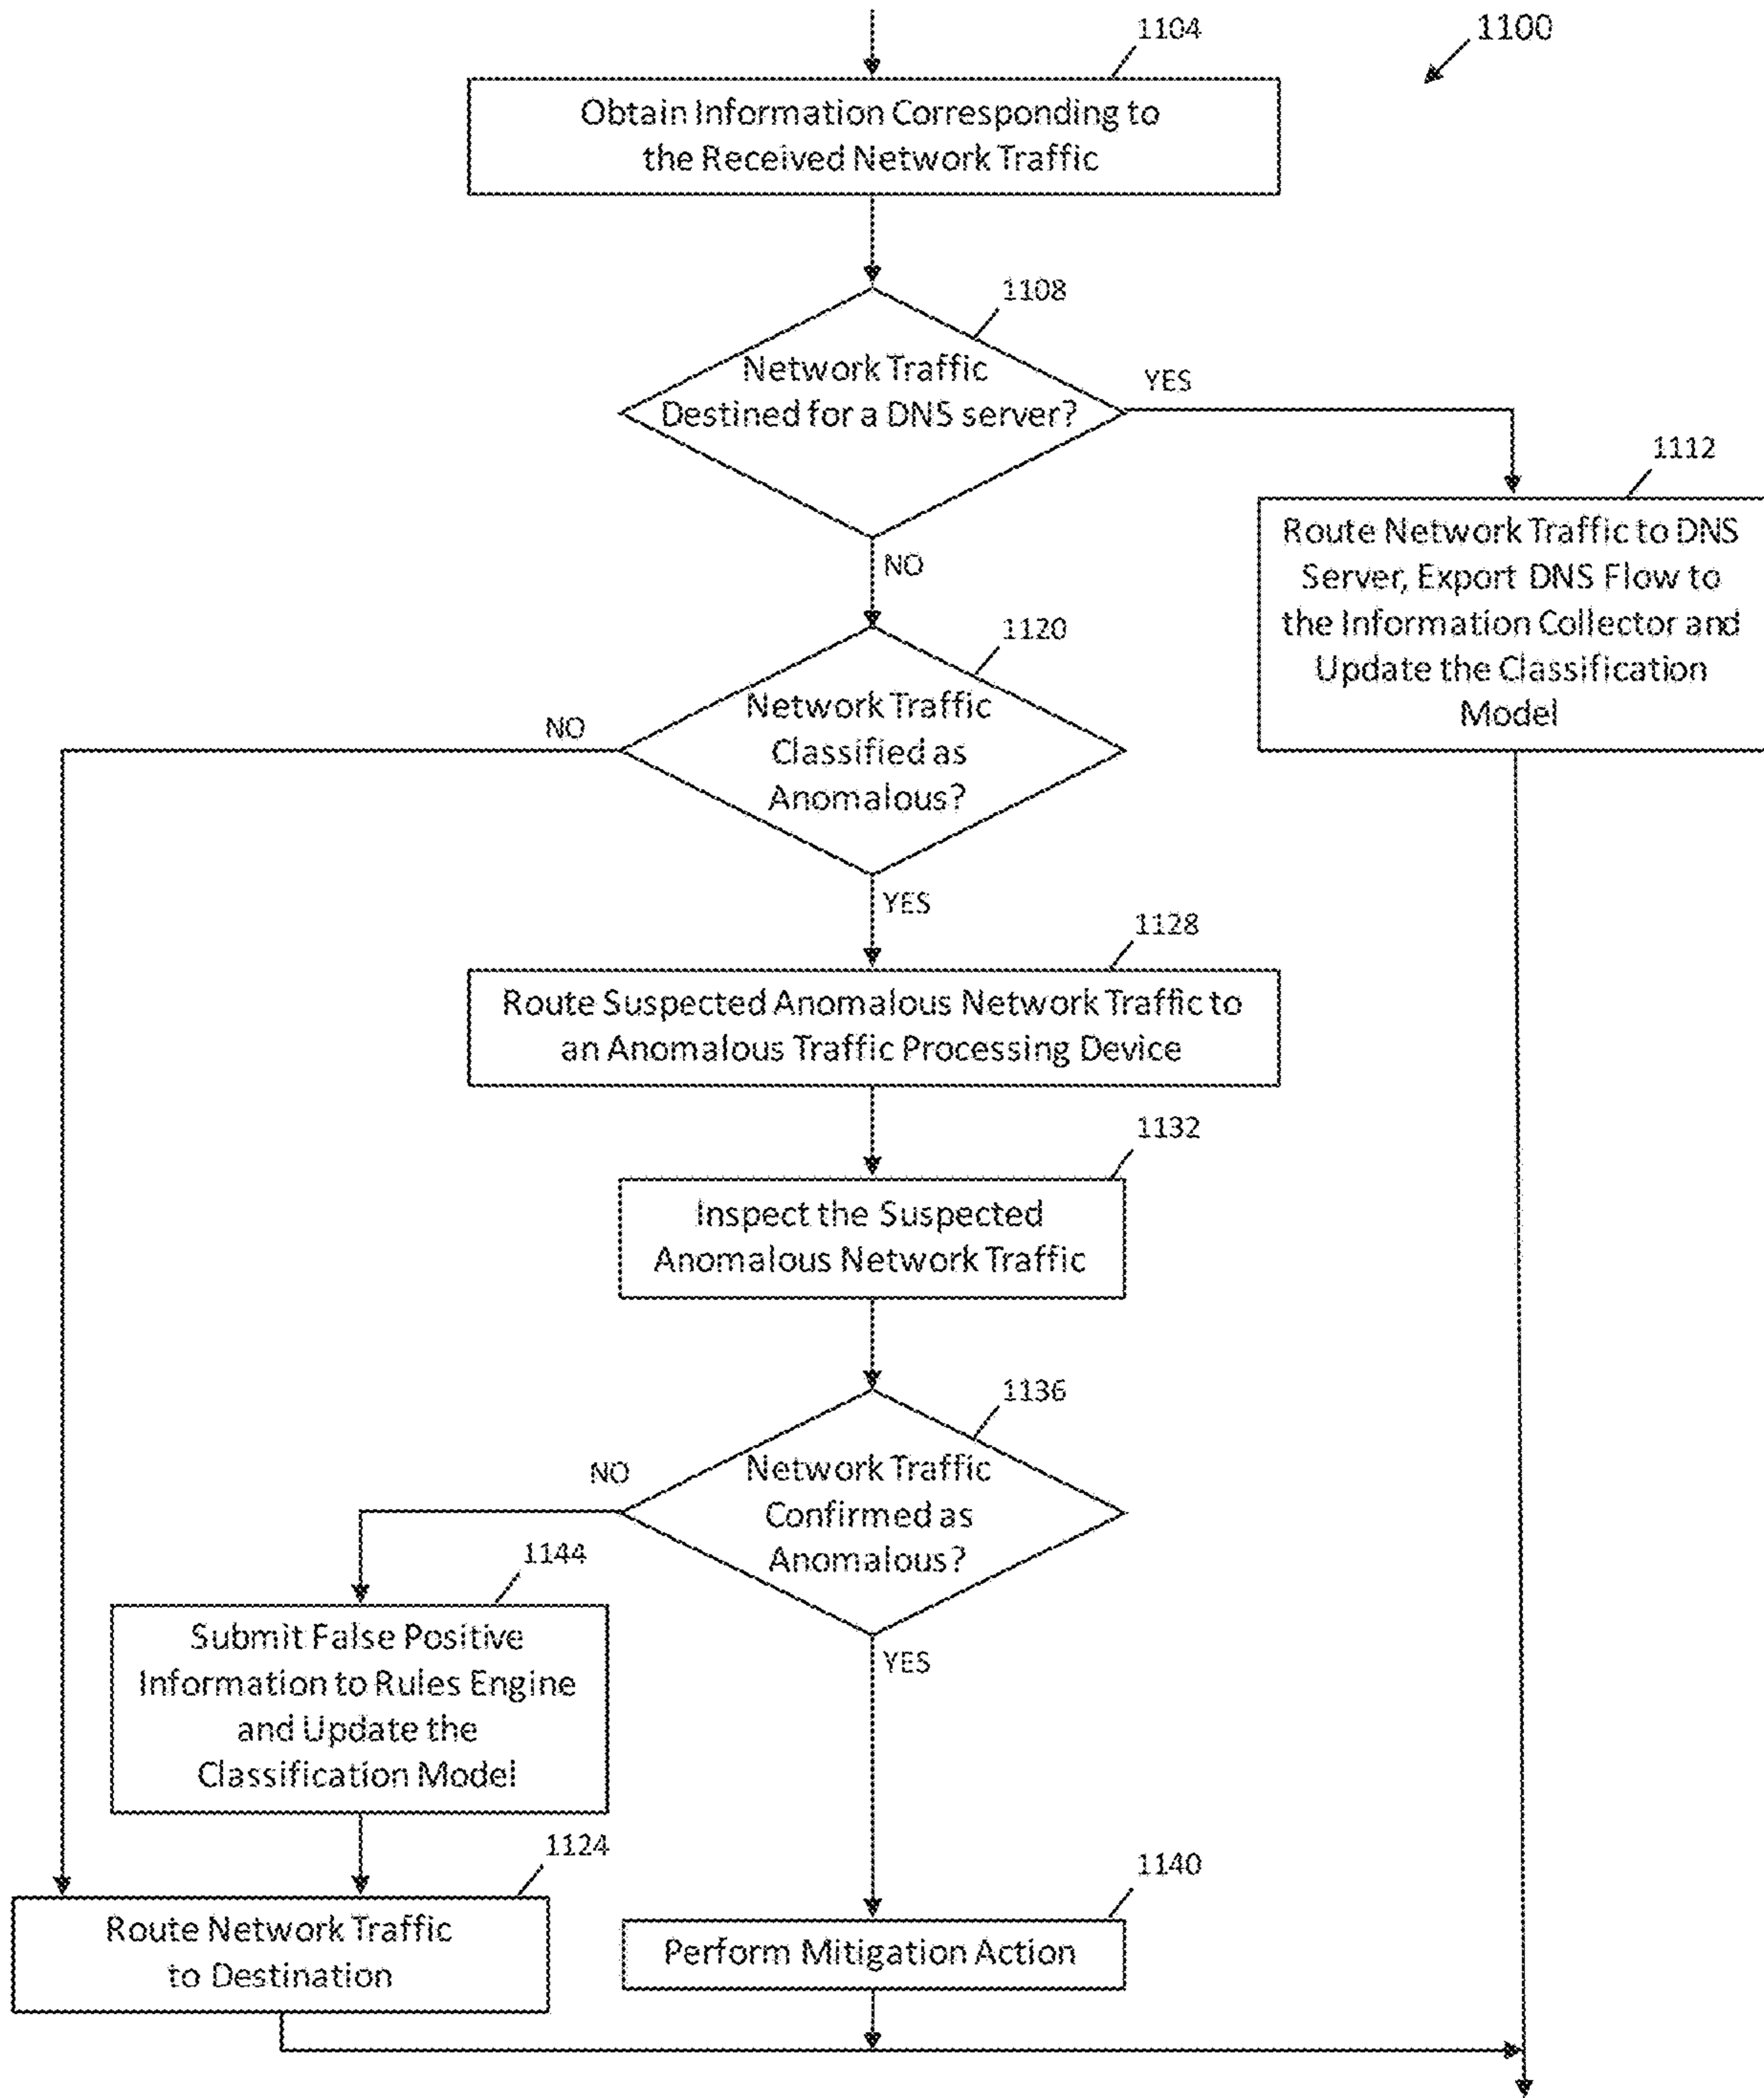 1104
1100
Obtain Information Corresponding to
the Received Network Traffic
1108
Network Traffic
Destined for a DNS server?
YES
NO
1112
Route Network Traffic to DNS
Server, Export DNS Flow to
the Information Collector and
Update the Classification
Model
1120
Network Traffic
Classified as
Anomalous?
NO
YES
1128
Route Suspected Anomalous Network Traffic to
an Anomalous Traffic Processing Device
1132
Inspect the Suspected
Anomalous Network Traffic
1136
Network Traffic
Confirmed as
Anomalous?
NO
YES
1144
Submit False Positive
Information to Rules Engine
and Update the
Classification Model
1124
Route Network Traffic
to Destination
1140
Perform Mitigation Action